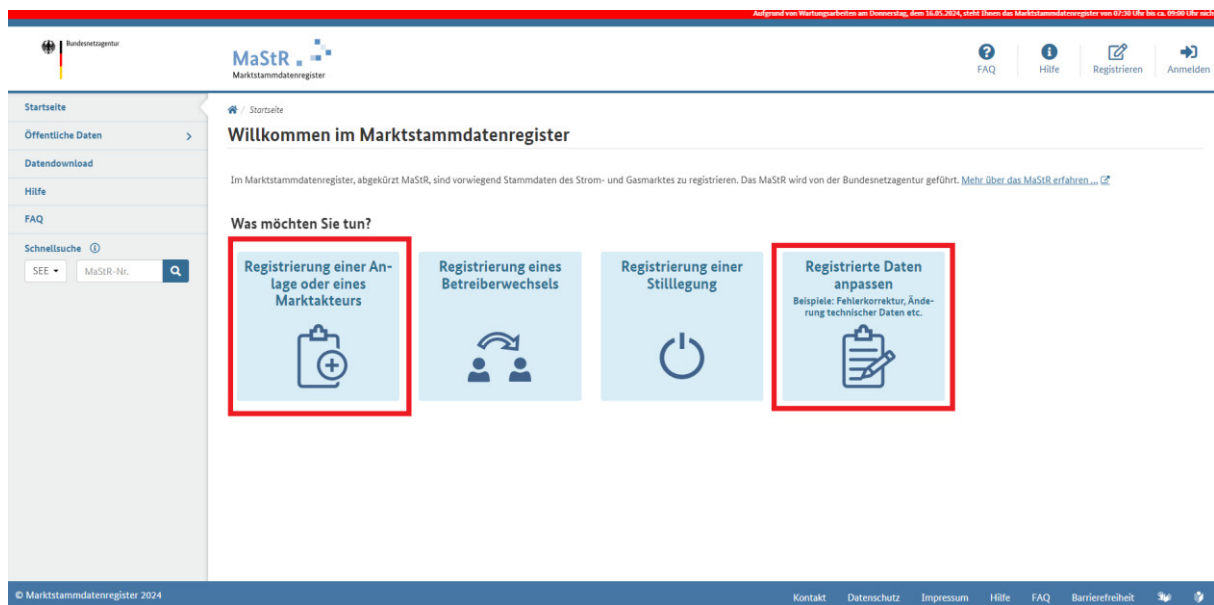 Aufgrund von Wartungsarbeiten am Donnerstag, dem 16.05.2024, steht Ihnen das Marktstammdatenregister von 07:30 Uhr bis ca. 09:00 Uhr nich
Bundesnetzagentur
MaStR
Marktstammdatenregister
FAQ
Hilfe
Registrieren
Anmelden
Startseite
Öffentliche Daten
Datendownload
Hilfe
FAQ
Schnellsuche
SEE
MaStR-Nr.
/ Startseite
Willkommen im Marktstammdatenregister
Im Marktstammdatenregister, abgekürzt MaStR, sind vorwiegend Stammdaten des Strom- und Gasmarktes zu registrieren. Das MaStR wird von der Bundesnetzagentur geführt. Mehr über das MaStR erfahren ...
Was möchten Sie tun?
Registrierung einer An-
lage oder eines
Marktakteurs
Registrierung eines
Betreiberwechsels
Registrierung einer
Stilllegung
Registrierte Daten
anpassen
Beispiele: Fehlerkorrektur, Ände-
rung technischer Daten etc.
© Marktstammdatenregister 2024
Kontakt Datenschutz Impressum Hilfe FAQ Barrierefreiheit